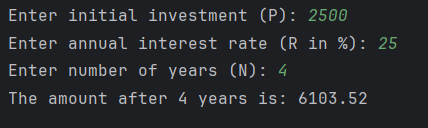 Enter initial investment (P): 2500
Enter annual interest rate (R in %): 25
Enter number of years (N): 4
The amount after 4 years is: 6103.52